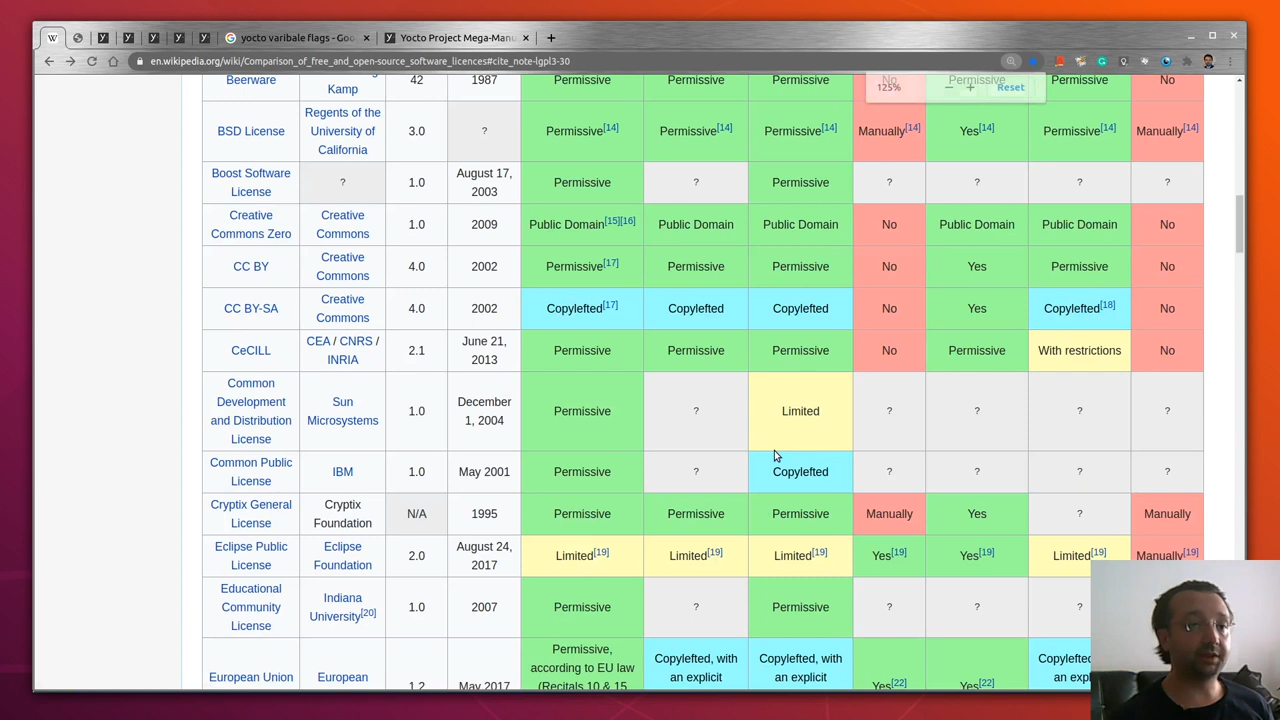 yocto varibale flags - Goo
Yocto Project Mega-Manu
en.wikipedia.org/wiki/Comparison_of_free_and_open-source_software_licences#cite_note-lgpl3-30
125%
Reset
Beerware
Kamp
42
1987
Permissive
Permissive
Permissive
No
Permissive
Permissive
No
BSD License
Regents of the
University of
California
3.0
?
Permissive[14]
Permissive[14]
Permissive[14]
Manually[14]
Yes[14]
Permissive[14]
Manually[14]
Boost Software
License
?
1.0
August 17,
2003
Permissive
?
Permissive
?
?
?
?
Creative
Commons Zero
Creative
Commons
1.0
2009
Public Domain[15][16]
Public Domain
Public Domain
No
Public Domain
Public Domain
No
CC BY
Creative
Commons
4.0
2002
Permissive[17]
Permissive
Permissive
No
Yes
Permissive
No
CC BY-SA
Creative
Commons
4.0
2002
Copylefted[17]
Copylefted
Copylefted
No
Yes
Copylefted[18]
No
CeCILL
CEA / CNRS /
INRIA
2.1
June 21,
2013
Permissive
Permissive
Permissive
No
Permissive
With restrictions
No
Common
Development
and Distribution
License
Sun
Microsystems
1.0
December
1, 2004
Permissive
?
Limited
?
?
?
?
Common Public
License
IBM
1.0
May 2001
Permissive
?
Copylefted
?
?
?
?
Cryptix General
License
Cryptix
Foundation
N/A
1995
Permissive
Permissive
Permissive
Manually
Yes
?
Manually
Eclipse Public
License
Eclipse
Foundation
2.0
August 24,
2017
Limited[19]
Limited[19]
Limited[19]
Yes[19]
Yes[19]
Limited[19]
Manually[19]
Educational
Community
License
Indiana
University[20]
1.0
2007
Permissive
?
Permissive
?
?
?
European Union
European
1.2
May 2017
Permissive,
according to EU law
(Recitals 10 & 15
Copylefted, with
an explicit
Copylefted, with
an explicit
Yes[22]
Yes[22]